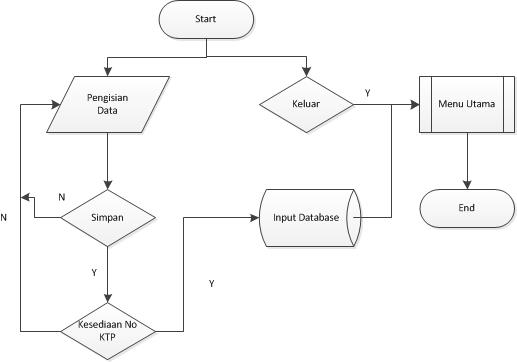 Start
Pengisian
Data
Keluar
Y
Menu Utama
N
Simpan
Input Database
End
N
Y
Y
Kesediaan No
KTP